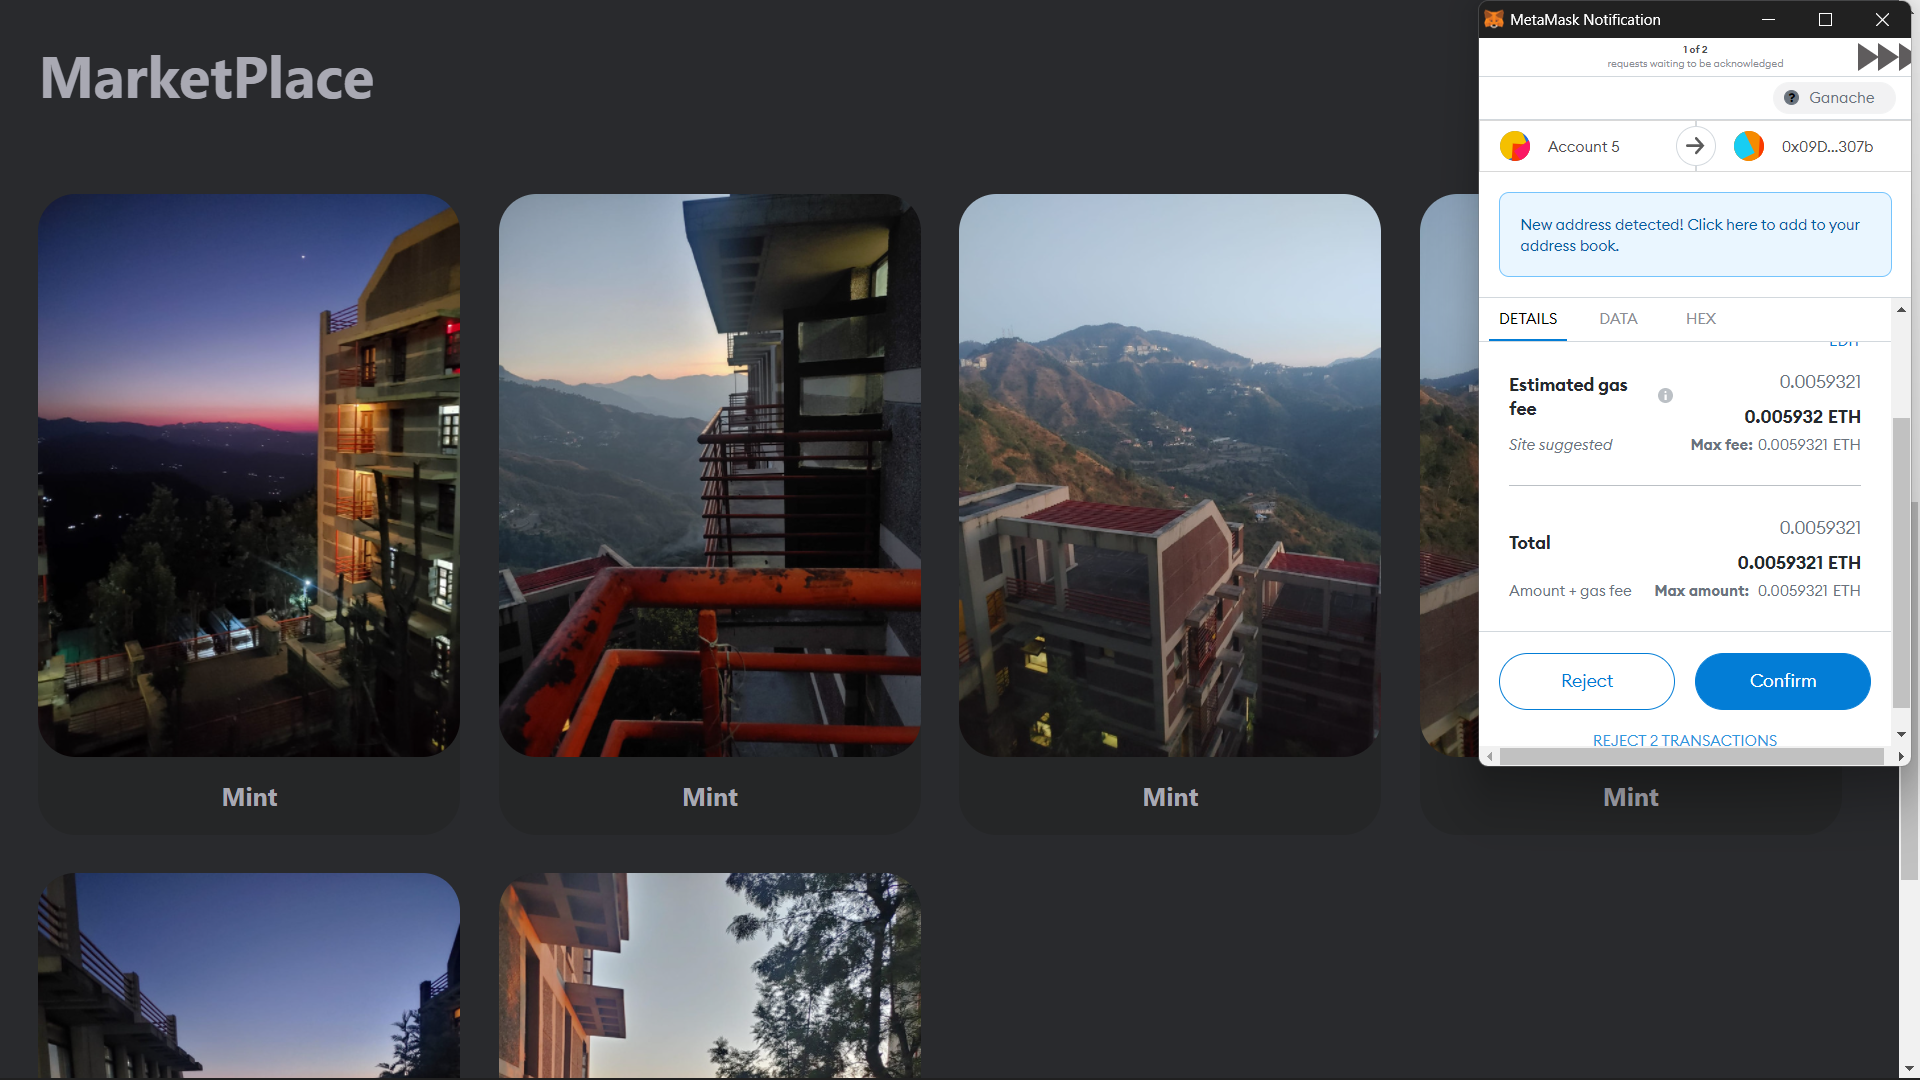 MarketPlace
Mint
Mint
Mint
Mint
MetaMask Notification
1 of 2
requests waiting to be acknowledged
? Ganache
Account 5
0x09D...307b
New address detected! Click here to add to your
address book.
DETAILS DATA HEX
EDIT
Estimated gas
fee
0.0059321
0.005932 ETH
Site suggested
Max fee: 0.0059321 ETH
Total
0.0059321
0.0059321 ETH
Amount + gas fee
Max amount: 0.0059321 ETH
Reject
Confirm
REJECT 2 TRANSACTIONS